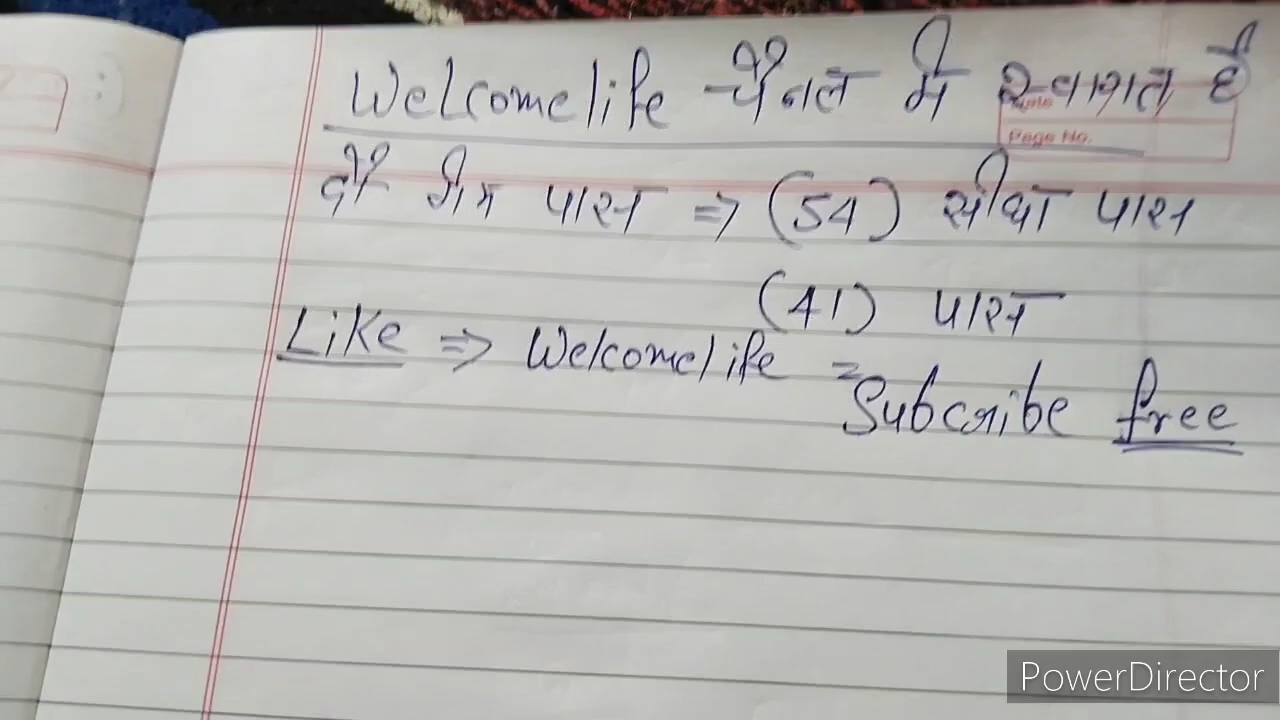 Welcomelife चैनल में स्वागत है
Page No.
दो गेम पास ⇒ (54) सीधा पास
(41) पास
Like ⇒ Welcomelife =
Subcribe free
PowerDirector